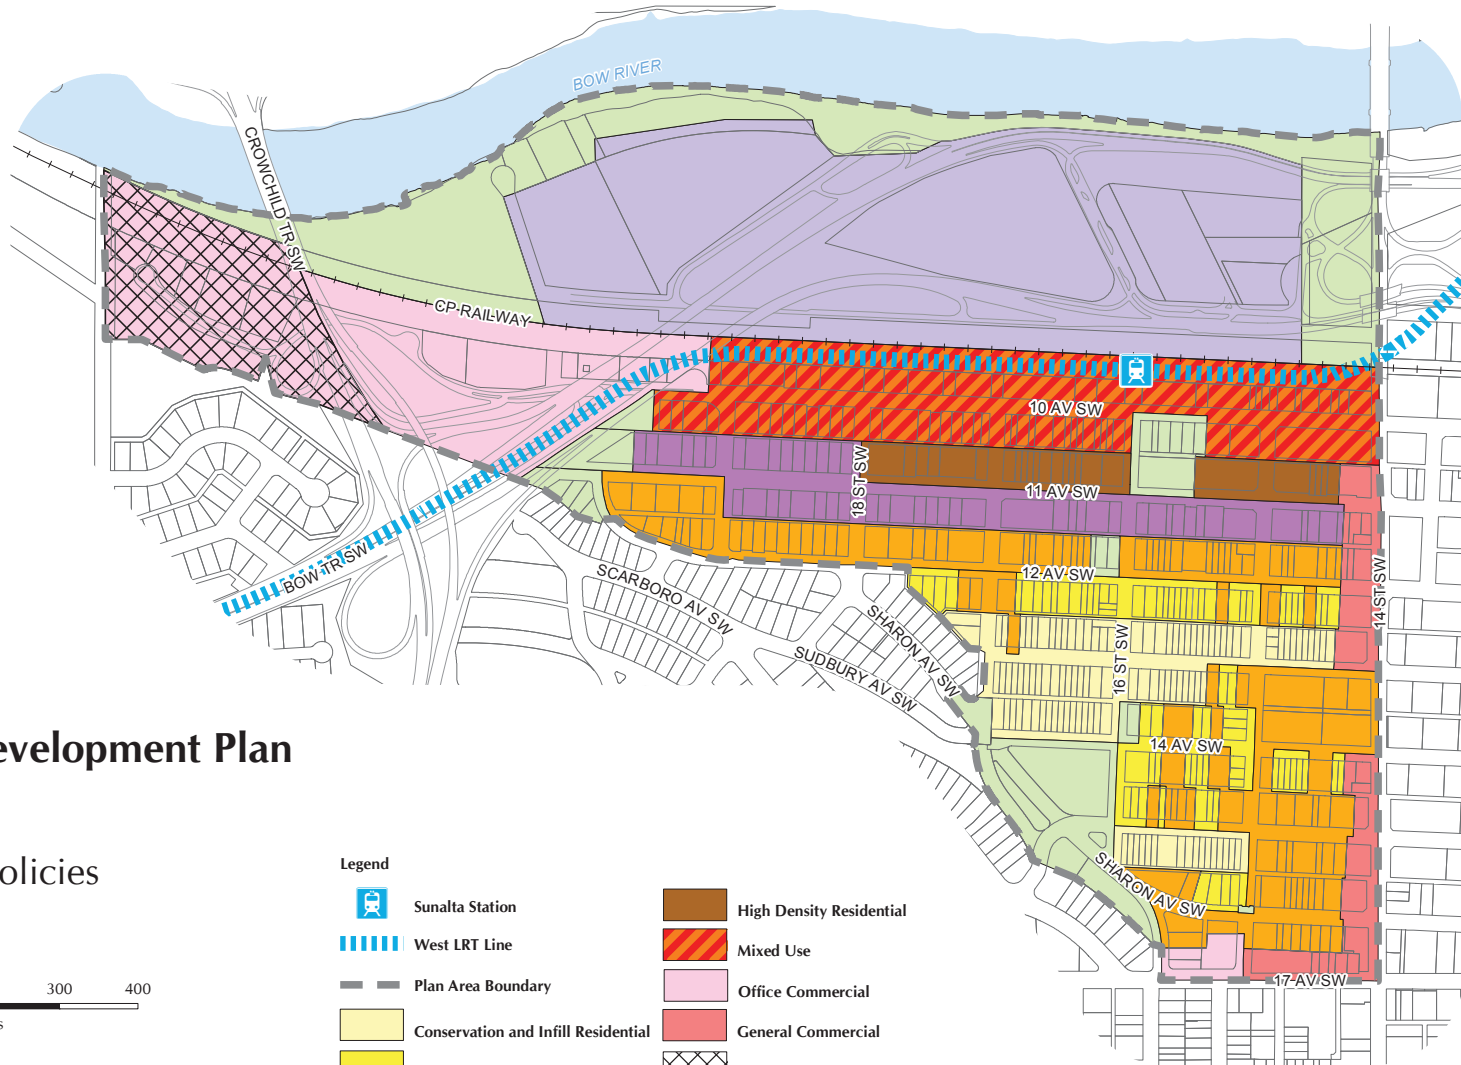 BOW RIVER
CROWCHILD TR SW
CP RAILWAY
10 AV SW
18 ST SW
11 AV SW
BOW TR SW
12 AV SW
14 ST SW
SCARBORO AV SW
SHARON AV SW
SUDBURY AV SW
16 ST SW
14 AV SW
SHARON AV SW
17 AV SW
evelopment Plan
olicies
300 400
s
Legend
Sunalta Station
West LRT Line
Plan Area Boundary
Conservation and Infill Residential
High Density Residential
Mixed Use
Office Commercial
General Commercial